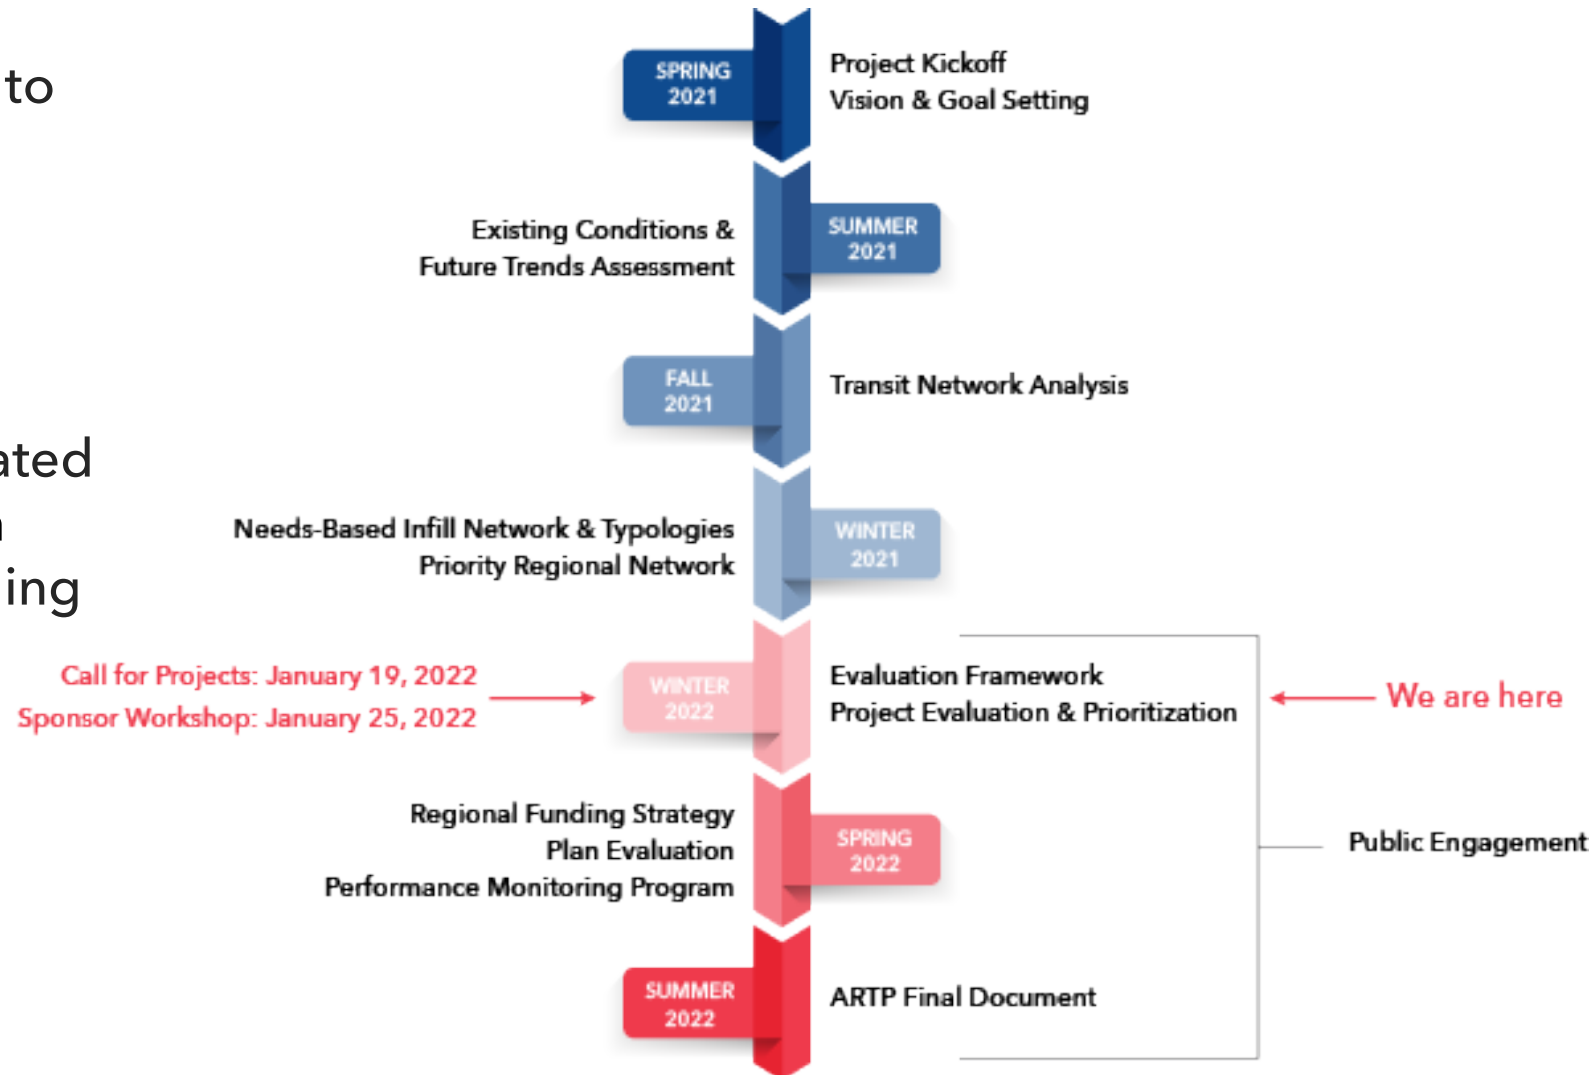 to
ated
ing
SPRING
2021
Project Kickoff
Vision & Goal Setting
Existing Conditions &
Future Trends Assessment
SUMMER
2021
FALL
2021
Transit Network Analysis
Needs-Based Infill Network & Typologies
Priority Regional Network
WINTER
2021
Call for Projects: January 19, 2022
Sponsor Workshop: January 25, 2022
WINTER
2022
Evaluation Framework
Project Evaluation & Prioritization
We are here
Regional Funding Strategy
Plan Evaluation
Performance Monitoring Program
SPRING
2022
Public Engagement
SUMMER
2022
ARTP Final Document